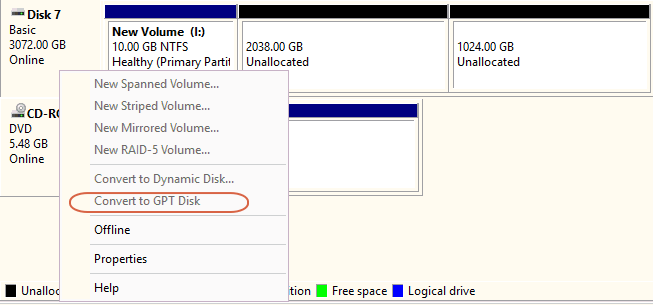 Disk 7
Basic
3072.00 GB
Online
New Volume (I:)
10.00 GB NTFS
Healthy (Primary Partit
2038.00 GB
Unallocated
1024.00 GB
Unallocated
New Spanned Volume...
New Striped Volume...
New Mirrored Volume...
New RAID-5 Volume...
Convert to Dynamic Disk...
Convert to GPT Disk
Offline
Properties
Help
CD-RO
DVD
5.48 GB
Online
Unalloc
tion
Free space
Logical drive